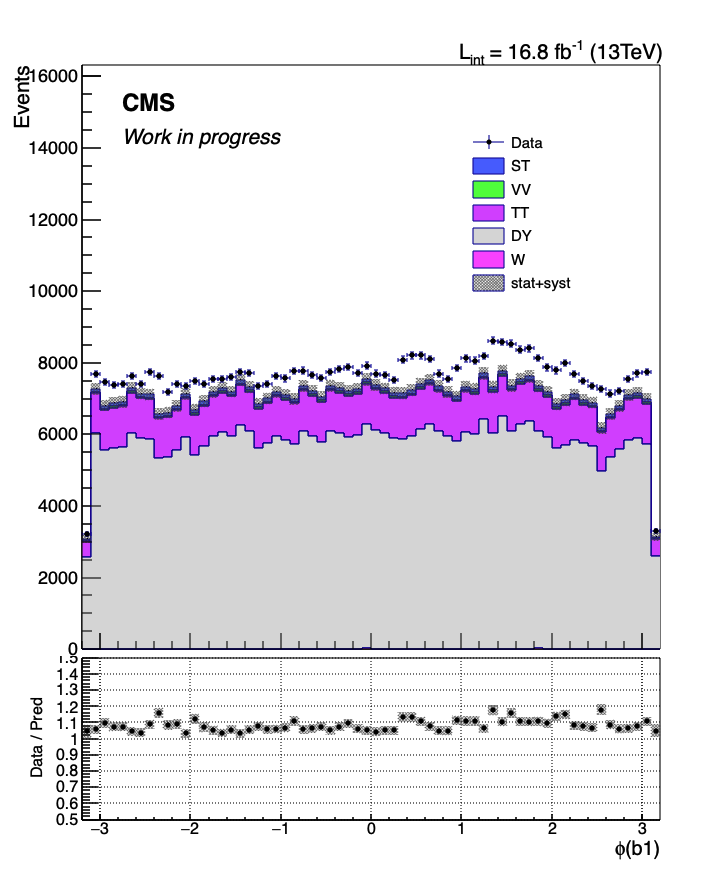 L_int = 16.8 fb^-1 (13TeV)
Events
16000
14000
12000
10000
8000
6000
4000
2000
0
CMS
Work in progress
Data
ST
VV
TT
DY
W
stat+syst
Data / Pred
1.5
1.4
1.3
1.2
1.1
1
0.9
0.8
0.7
0.6
0.5
−3 −2 −1 0 1 2 3
ϕ(b1)